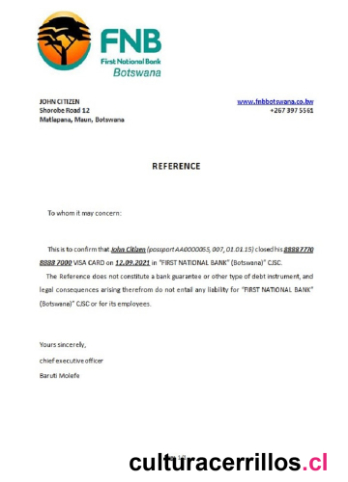 FNB
First National Bank
Botswana
JOHN CITIZEN
Shorobe Road 12
Matlapana, Maun, Botswana
www.fnbbotswana.co.bw
+267 397 5561
REFERENCE
To whom it may concern:
This is to confirm that John Citizen (passport AA0000055, 007, 01.01.15) closed his 8888 7770
8888 7000 VISA CARD on 12.09.2021 in "FIRST NATIONAL BANK" (Botswana)" CJSC.
The Reference does not constitute a bank guarantee or other type of debt instrument, and
legal consequences arising therefrom do not entail any liability for "FIRST NATIONAL BANK"
(Botswana)" CJSC or for its employees.
Yours sincerely,
chief executive officer
Baruti Molefe
culturacerrillos.cl